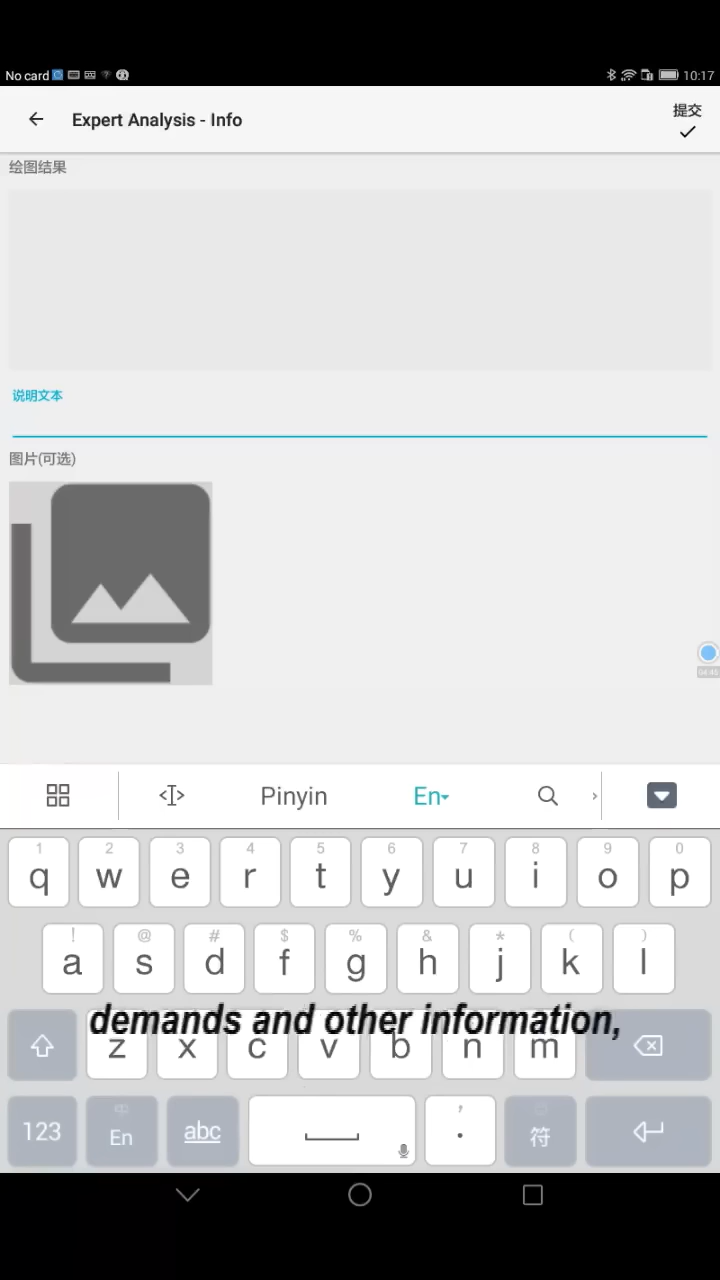 No card 10:17
Expert Analysis - Info
提交
绘图结果
说明文本
图片(可选)
Pinyin En
1 2 3 4 5 6 7 8 9 0
q w e r t y u i o p
! @ # $ % & * ( )
a s d f g h j k l
demands and other information,
z x c v b n m
123 En abc . 符